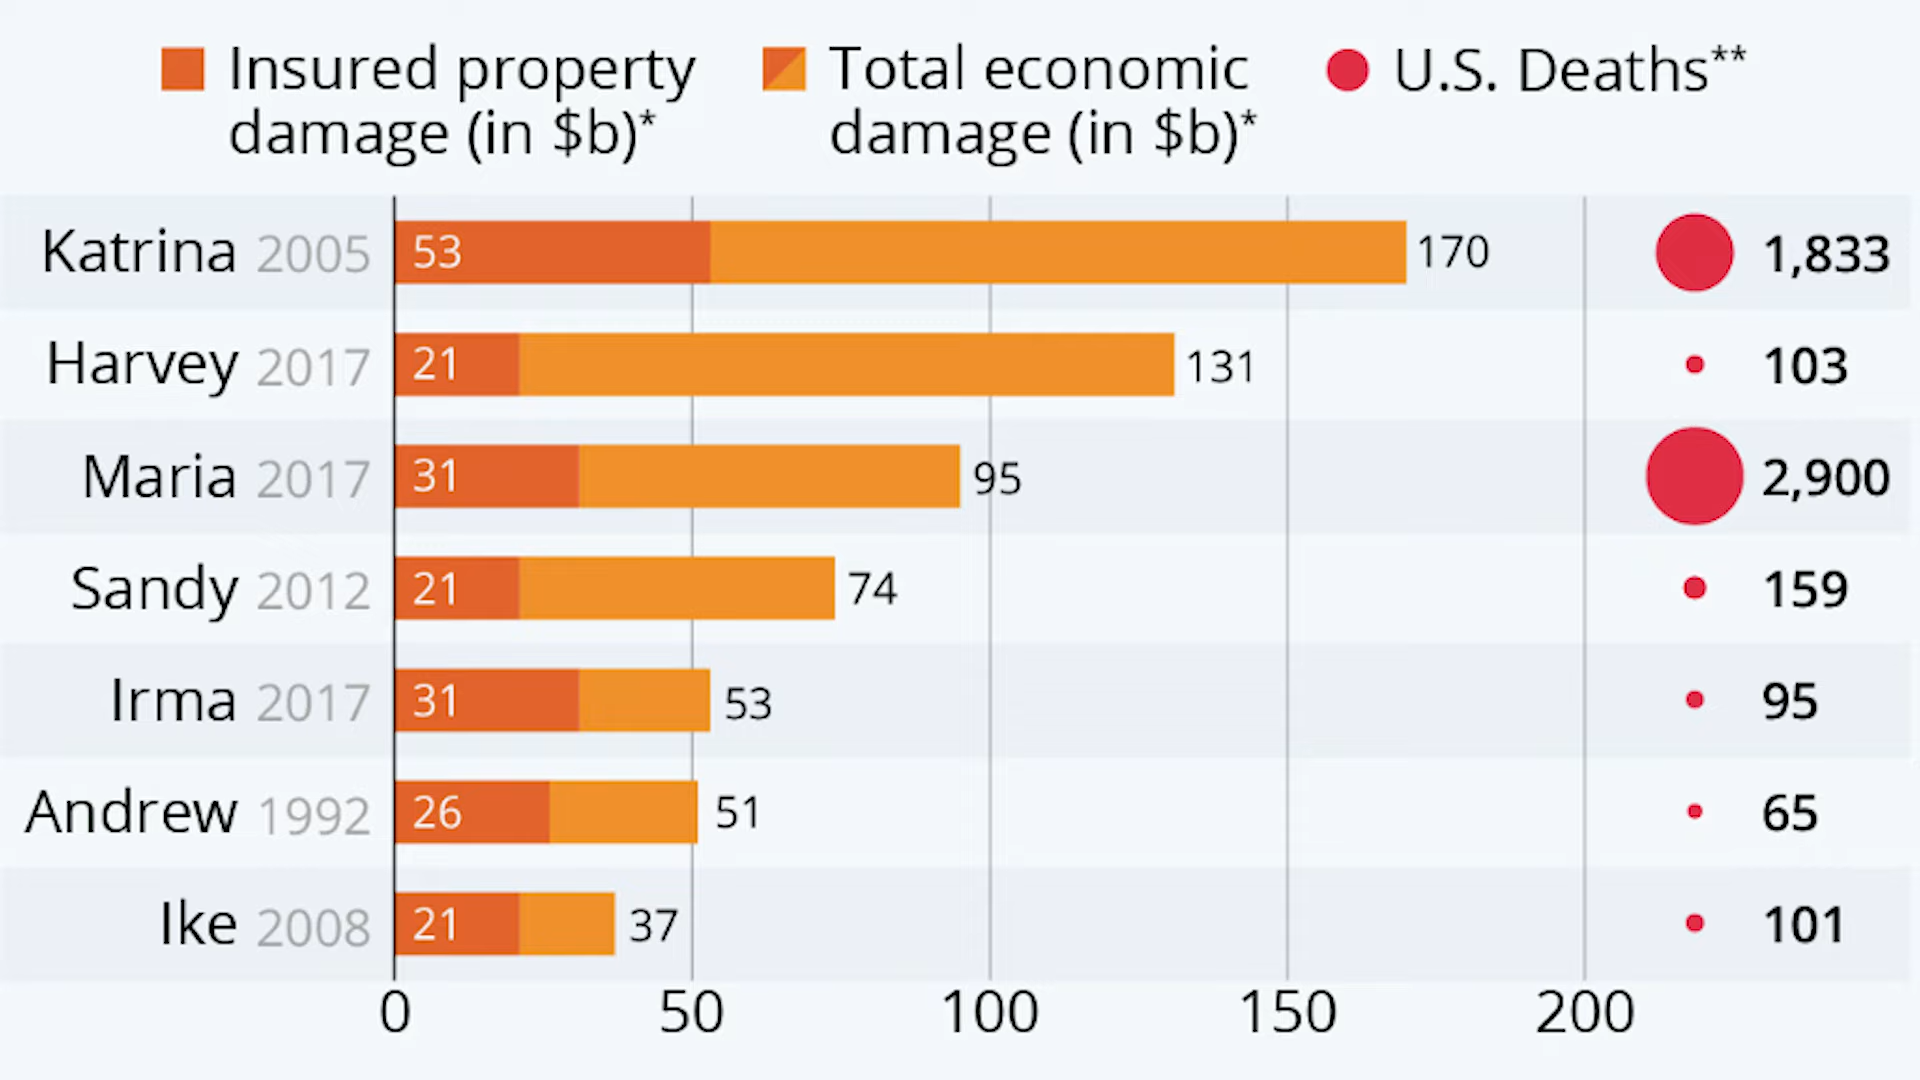 Insured property
damage (in $b)*
Total economic
damage (in $b)*
U.S. Deaths**
Katrina 2005 53 170 1,833
Harvey 2017 21 131 103
Maria 2017 31 95 2,900
Sandy 2012 21 74 159
Irma 2017 31 53 95
Andrew 1992 26 51 65
Ike 2008 21 37 101
0 50 100 150 200